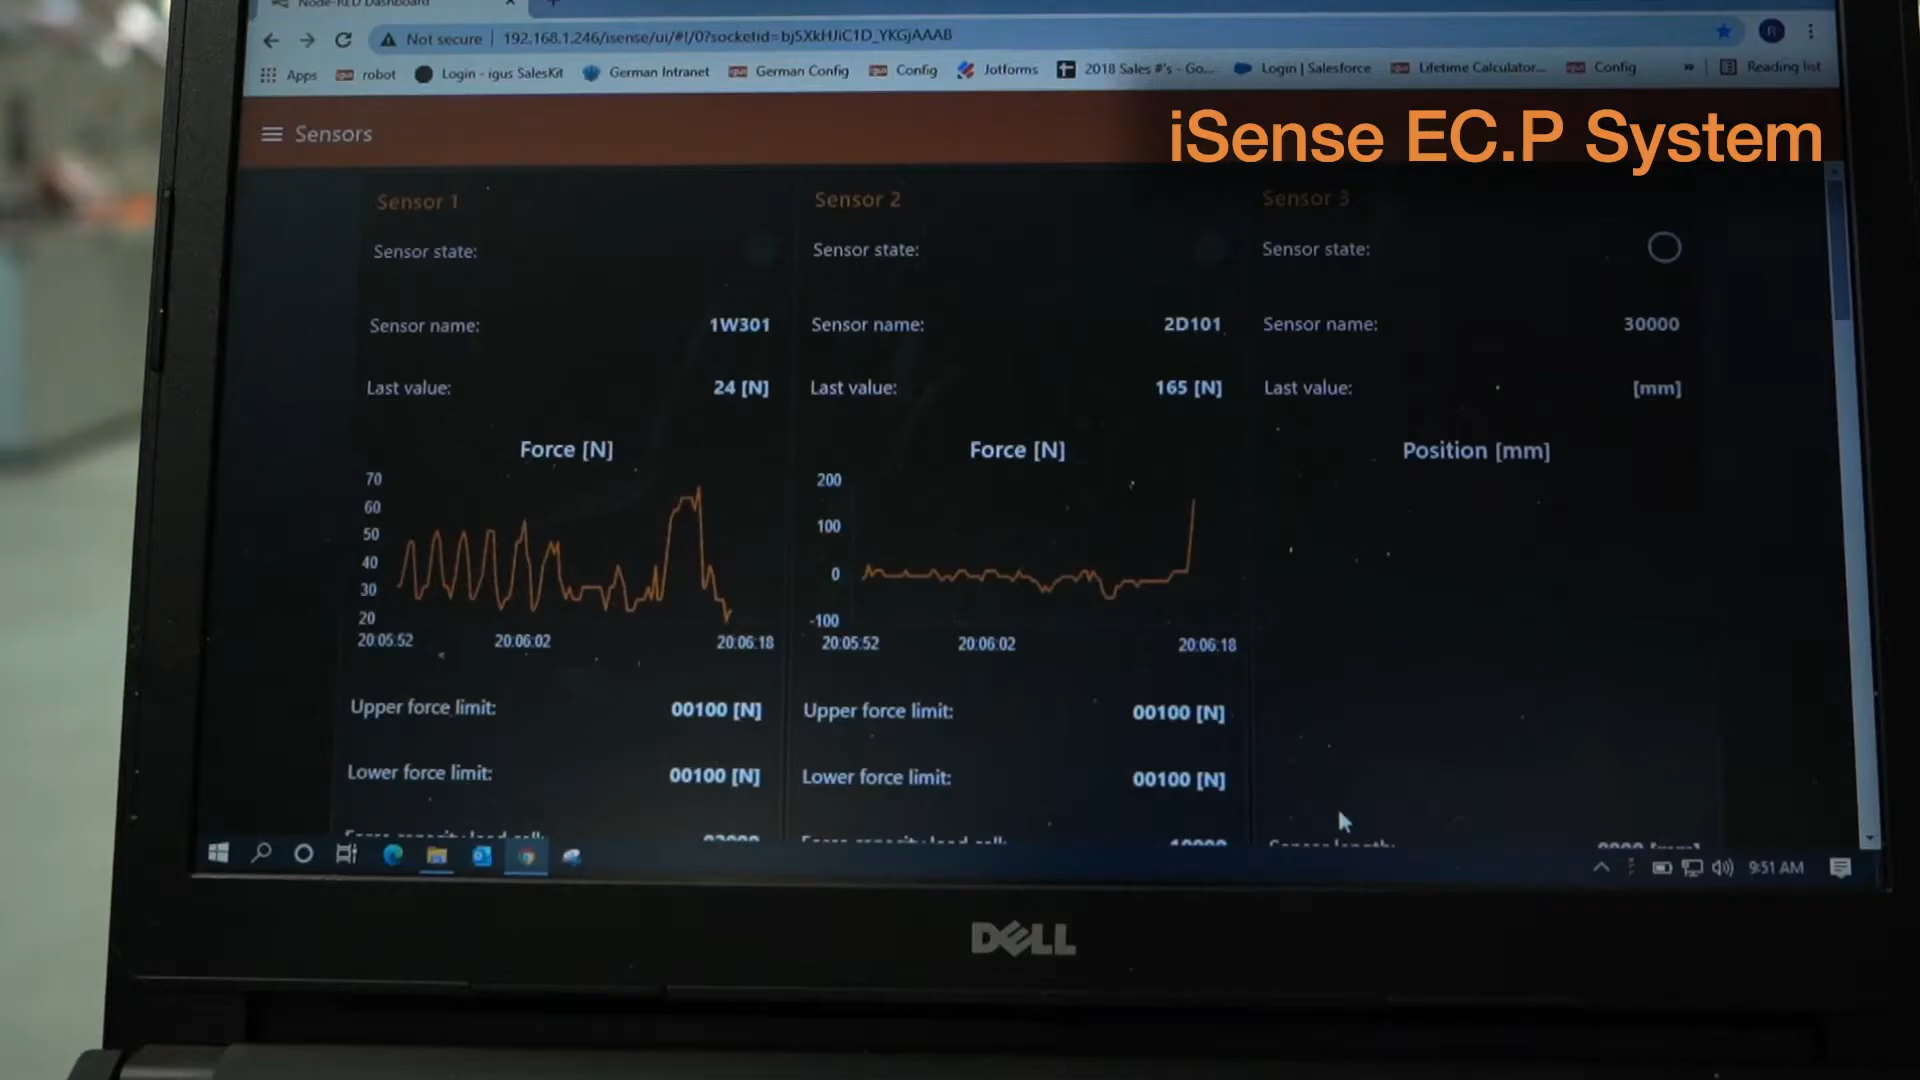 Node-RED Dashboard
Not secure | 192.168.1.246/isense/ui/#!/0?socketid=bj5XkHJiC1D_YKGjAAAB
Apps robot Login - igus SalesKit German Intranet German Config Config Jotforms 2018 Sales #'s - Go... Login | Salesforce Lifetime Calculator... Config » Reading list
Sensors
iSense EC.P System
Sensor 1 Sensor 2 Sensor 3
Sensor state: Sensor state: Sensor state:
Sensor name: 1W301 Sensor name: 2D101 Sensor name: 30000
Last value: 24 [N] Last value: 165 [N] Last value: [mm]
Force [N] Force [N] Position [mm]
70 200
60
50 100
40
30 0
20 -100
20:05:52 20:06:02 20:06:18 20:05:52 20:06:02 20:06:18
Upper force limit: 00100 [N] Upper force limit: 00100 [N]
Lower force limit: 00100 [N] Lower force limit: 00100 [N]
9:51 AM
DELL